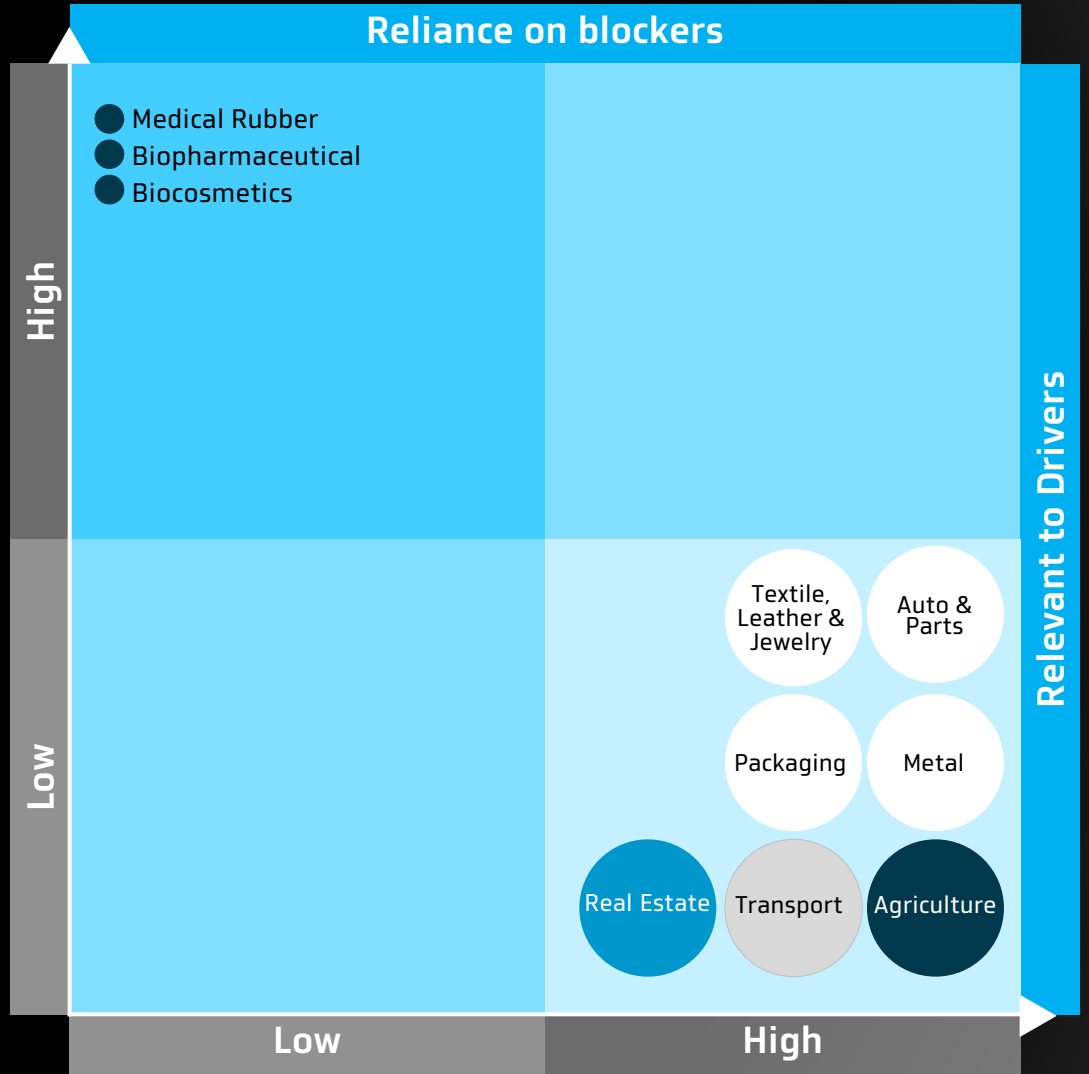 Reliance on blockers
Medical Rubber
Biopharmaceutical
Biocosmetics
High
Relevant to Drivers
Textile,
Leather &
Jewelry
Auto &
Parts
Low
Packaging
Metal
Real Estate
Transport
Agriculture
Low
High